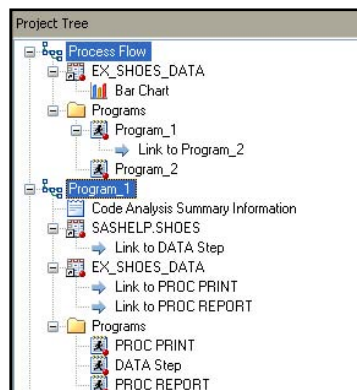 Project Tree
Process Flow
EX_SHOES_DATA
Bar Chart
Programs
Program_1
Link to Program_2
Program_2
Program_1
Code Analysis Summary Information
SASHELP.SHOES
Link to DATA Step
EX_SHOES_DATA
Link to PROC PRINT
Link to PROC REPORT
Programs
PROC PRINT
DATA Step
PROC REPORT